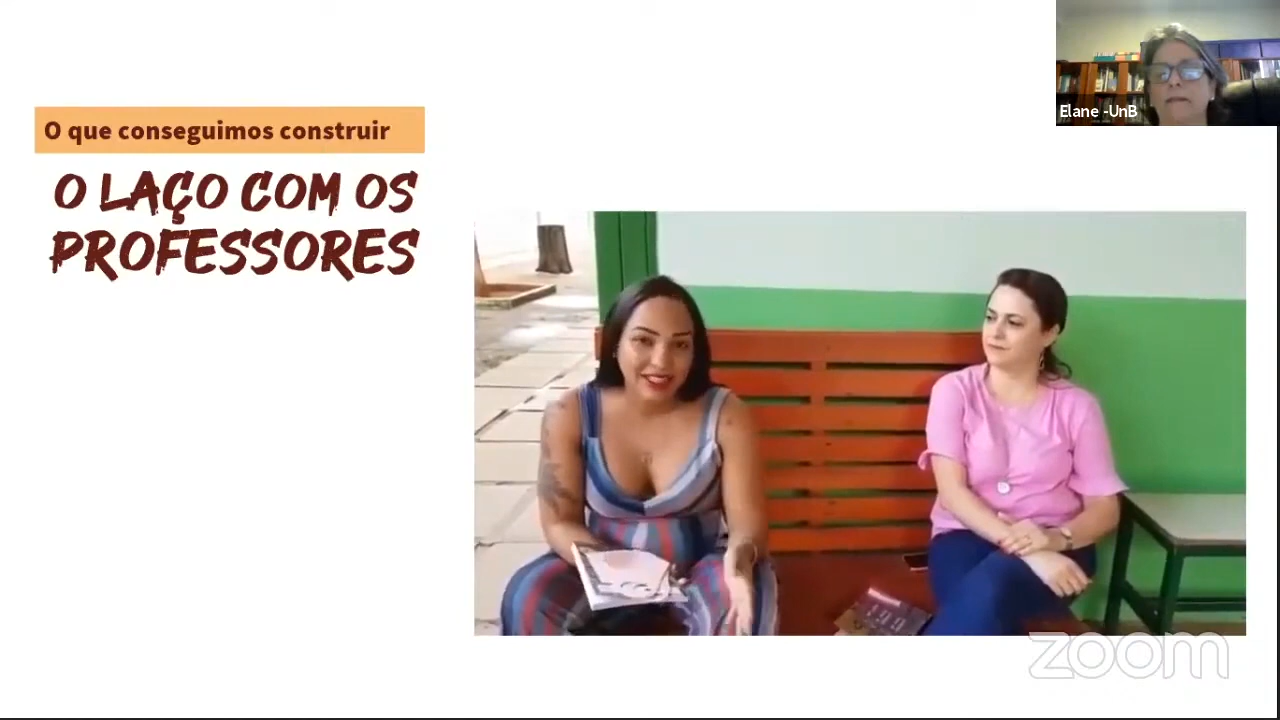 Elane -UnB
O que conseguimos construir
O LAÇO COM OS
PROFESSORES
zoom